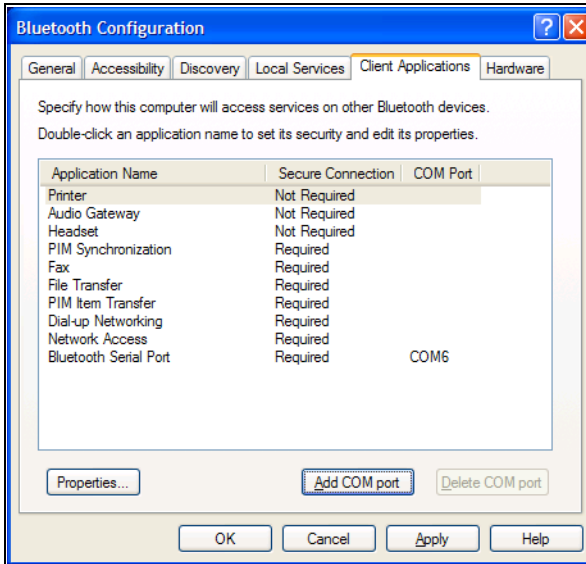 Bluetooth Configuration
General Accessibility Discovery Local Services Client Applications Hardware
Specify how this computer will access services on other Bluetooth devices.
Double-click an application name to set its security and edit its properties.
Application Name Secure Connection COM Port
Printer Not Required
Audio Gateway Not Required
Headset Not Required
PIM Synchronization Required
Fax Required
File Transfer Required
PIM Item Transfer Required
Dial-up Networking Required
Network Access Required
Bluetooth Serial Port Required COM6
Properties... Add COM port Delete COM port
OK Cancel Apply Help